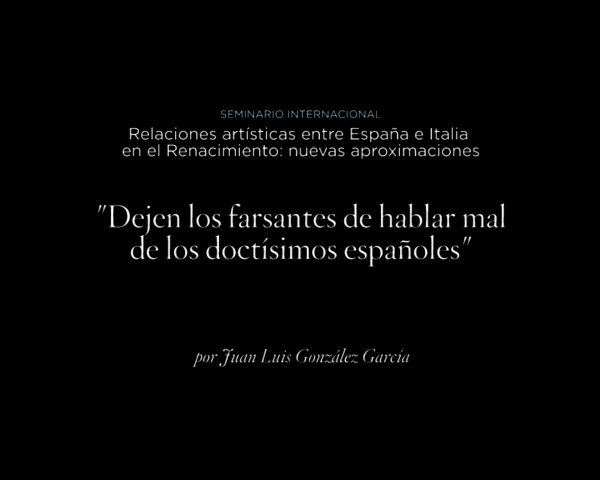 SEMINARIO INTERNACIONAL
Relaciones artísticas entre España e Italia
en el Renacimiento: nuevas aproximaciones
"Dejen los farsantes de hablar mal
de los doctísimos españoles"
por Juan Luis González García